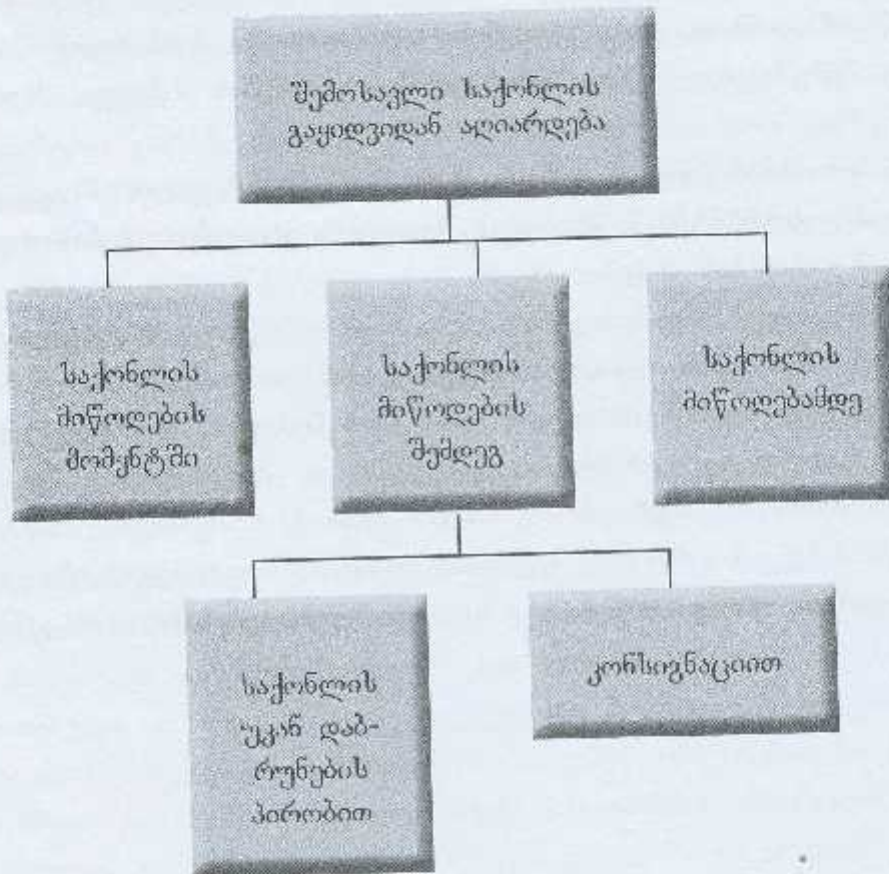 შემოსავლი საქონლის
გაყიდვიდან აღიარდება
საქონლის
მიწოდების
მომენტში
საქონლის
მიწოდების
შემდეგ
საქონლის
მიწოდებამდე
საქონლის
უკან დაბ-
რუნების
პირობით
კონსიგნაციით